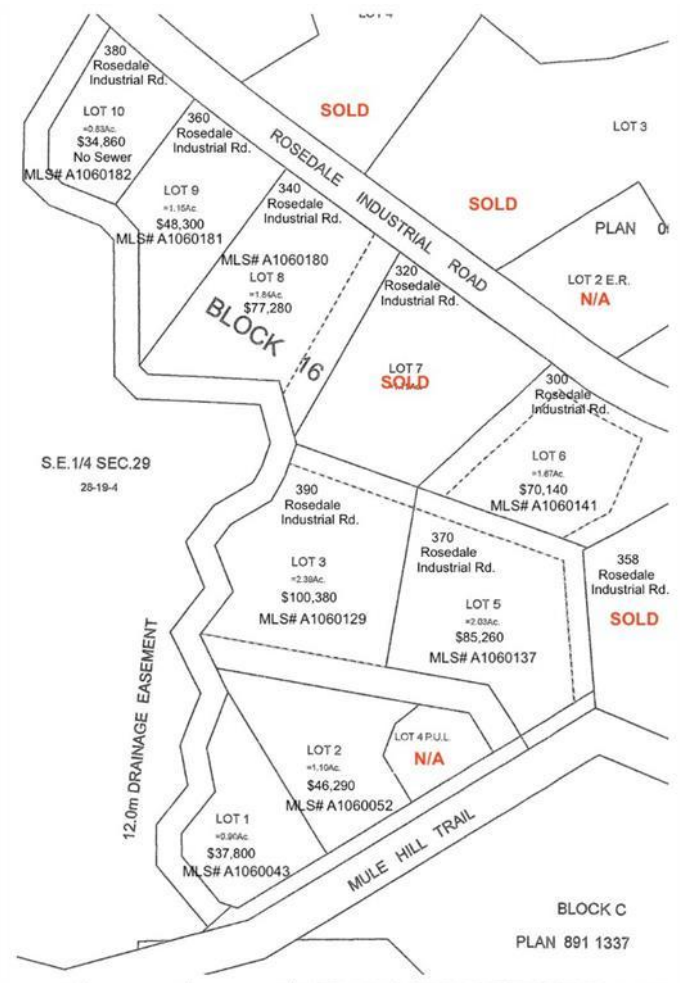 380
Rosedale
Industrial Rd.
LOT 10
=0.83Ac.
$34,860
No Sewer
MLS# A1060182
360
Rosedale
Industrial Rd.
LOT 9
=1.15Ac.
$48,300
MLS# A1060181
340
Rosedale
Industrial Rd.
MLS# A1060180
LOT 8
=1.84Ac.
$77,280
BLOCK 16
SOLD
ROSEDALE INDUSTRIAL ROAD
LOT 3
SOLD
PLAN
LOT 2 E.R.
N/A
320
Rosedale
Industrial Rd.
LOT 7
SOLD
300
Rosedale
Industrial Rd.
LOT 6
=1.67Ac.
$70,140
MLS# A1060141
S.E.1/4 SEC.29
28-19-4
390
Rosedale
Industrial Rd.
LOT 3
=2.39Ac.
$100,380
MLS# A1060129
370
Rosedale
Industrial Rd.
LOT 5
=2.03Ac.
$85,260
MLS# A1060137
358
Rosedale
Industrial Rd.
SOLD
12.0m DRAINAGE EASEMENT
LOT 2
=1.10Ac.
$46,290
MLS# A1060052
LOT 4 P.U.L.
N/A
LOT 1
=0.90Ac.
$37,800
MLS# A1060043
MULE HILL TRAIL
BLOCK C
PLAN 891 1337